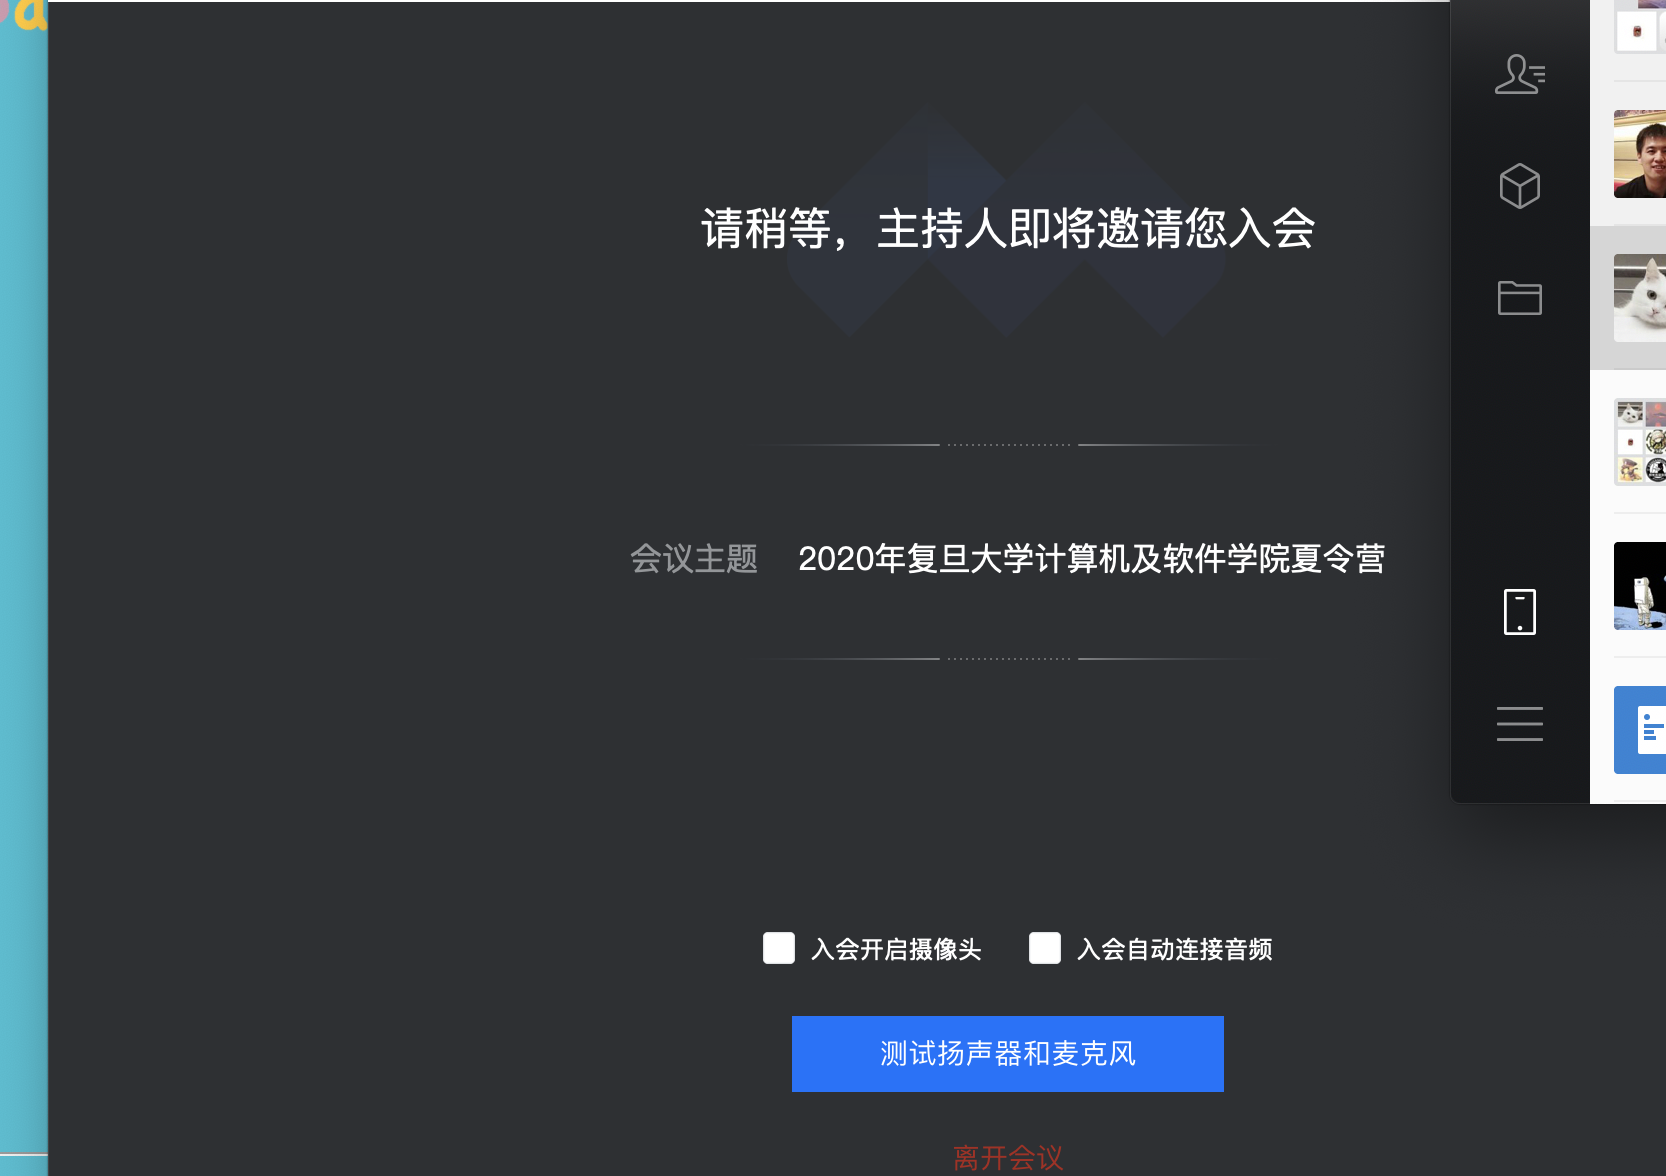 a
请稍等，主持人即将邀请您入会
会议主题 2020年复旦大学计算机及软件学院夏令营
入会开启摄像头 入会自动连接音频
测试扬声器和麦克风
离开会议